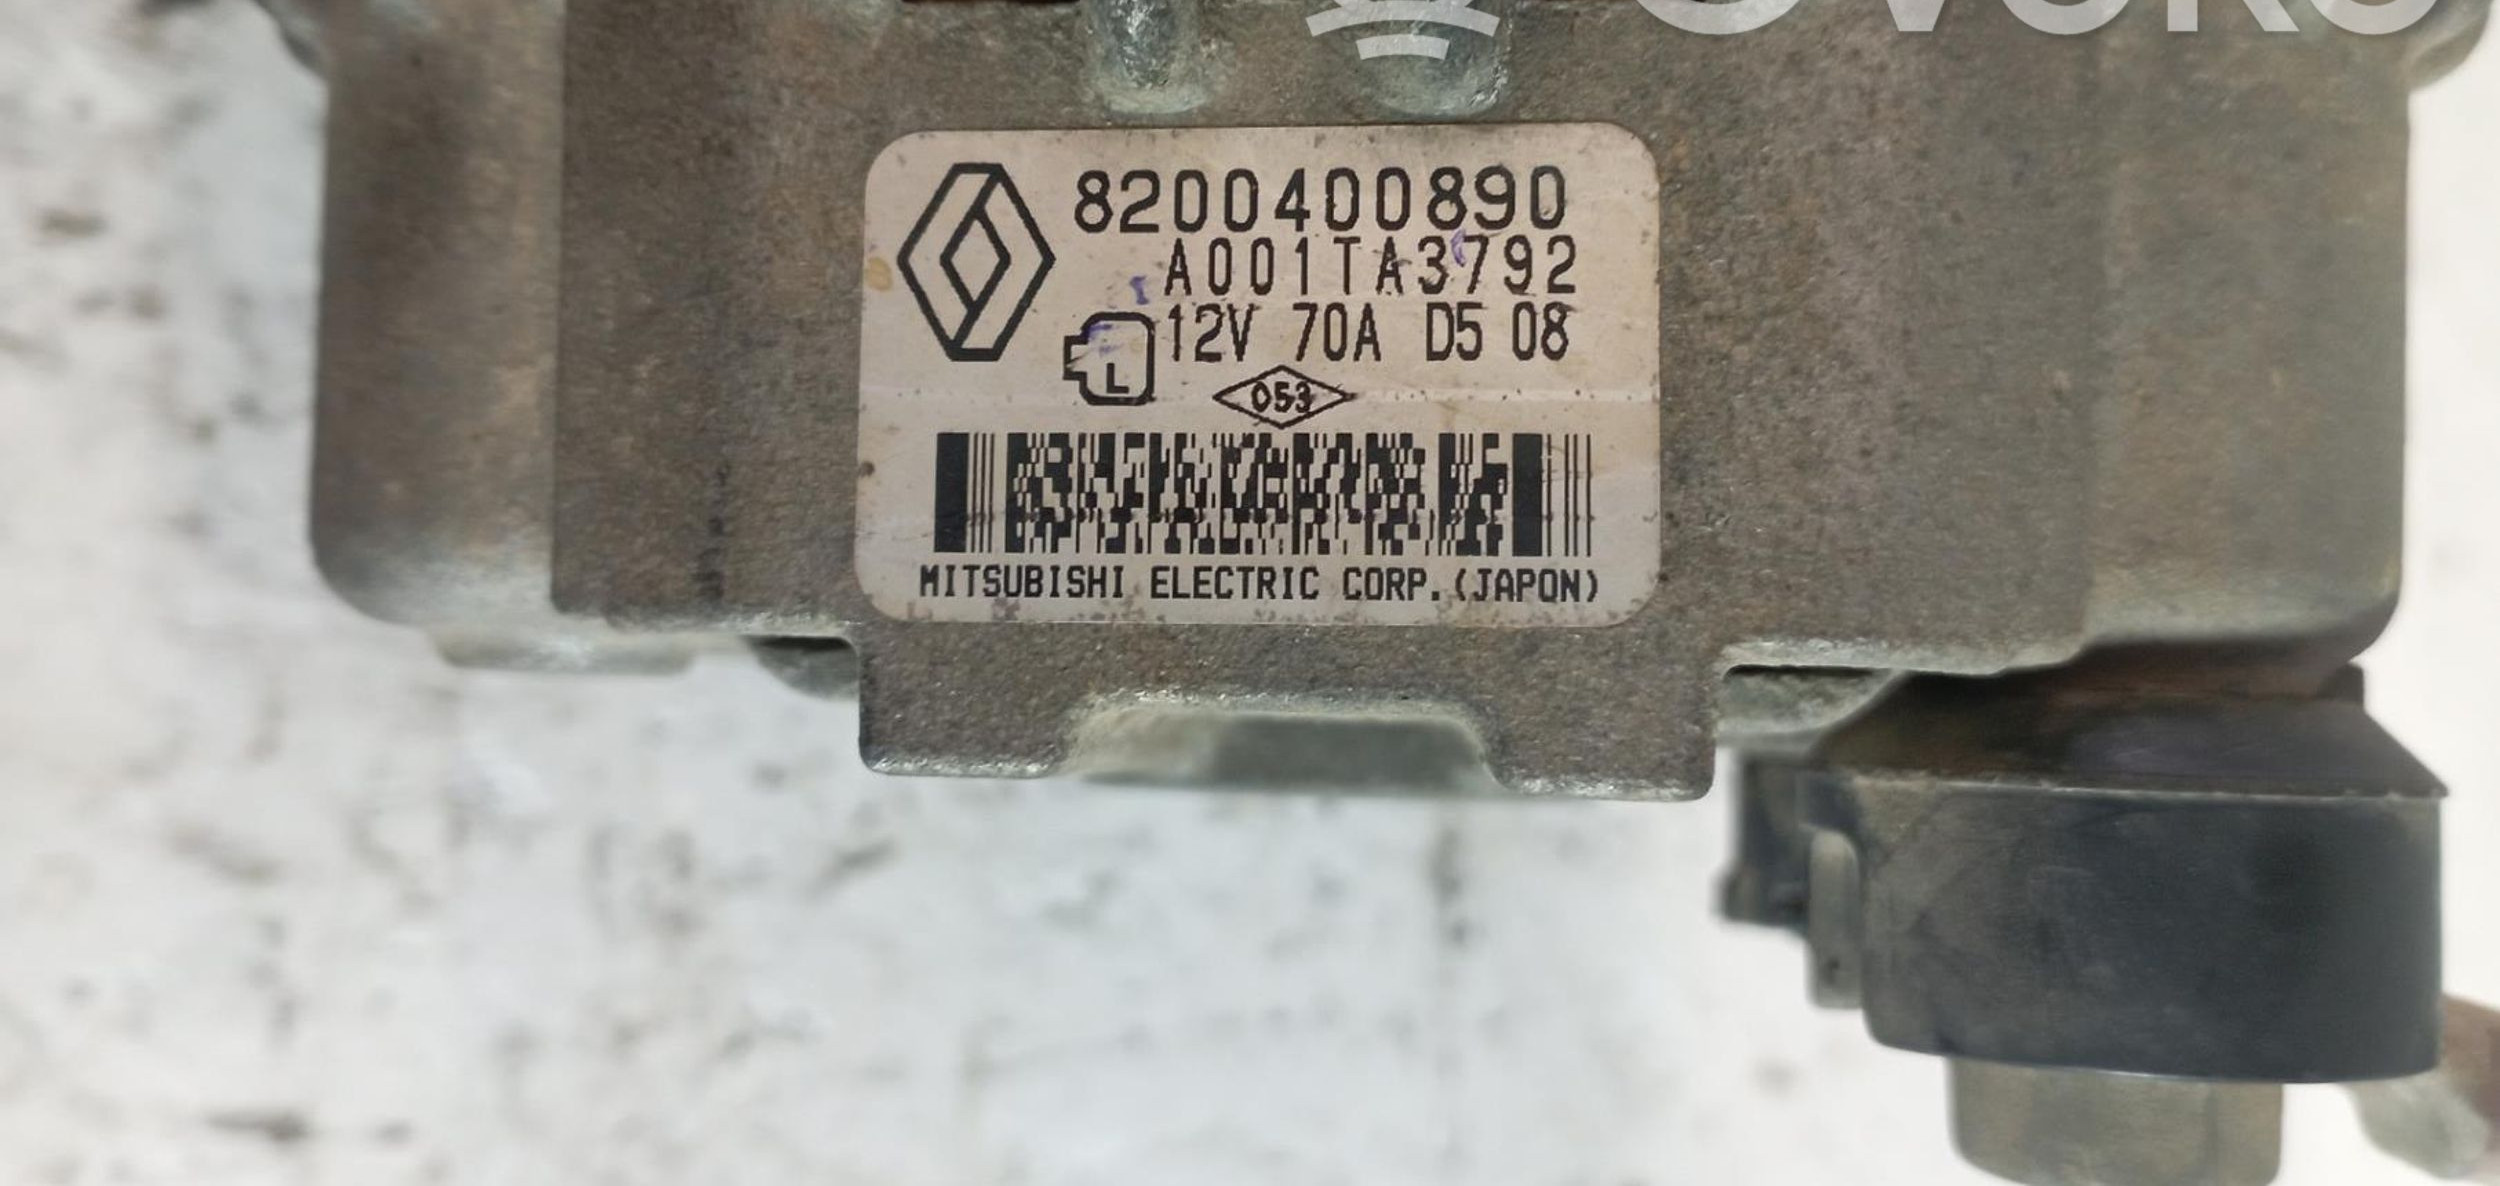 8200400890
A001TA3792
12V 70A D5 08
L
053
MITSUBISHI ELECTRIC CORP.(JAPON)